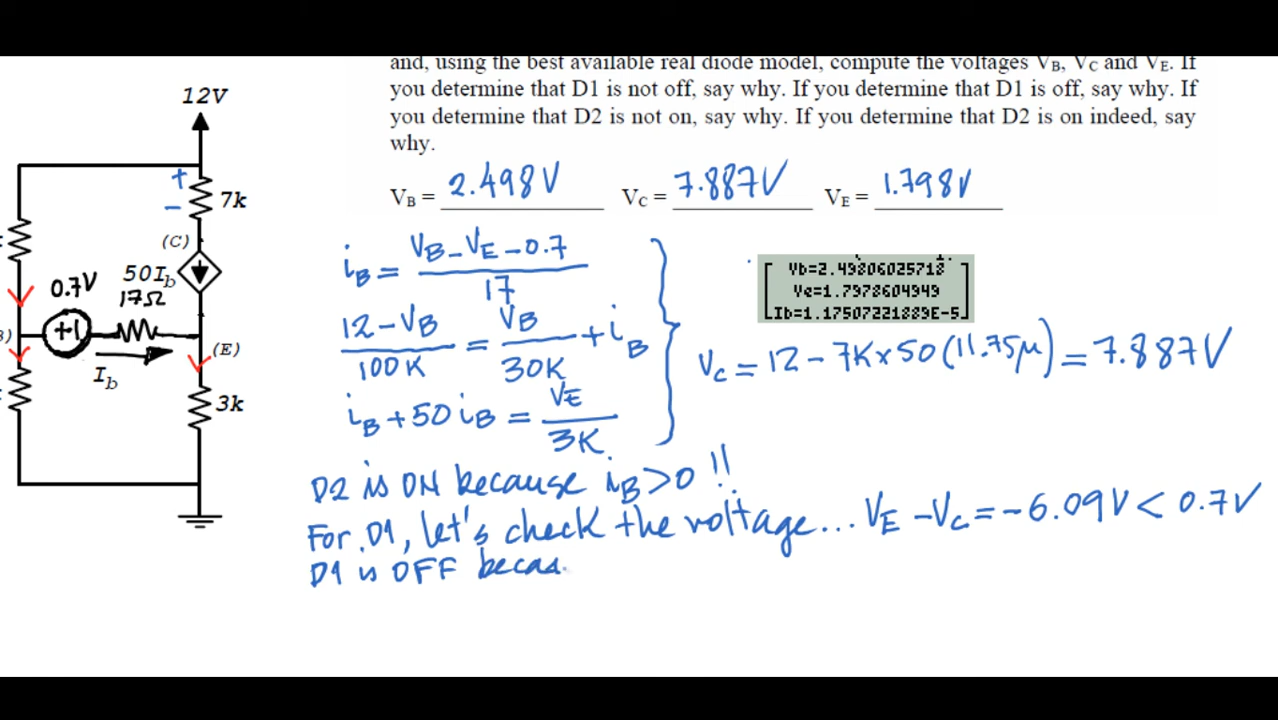 and, using the best available real diode model, compute the voltages VB, VC and VE. If
you determine that D1 is not off, say why. If you determine that D1 is off, say why. If
you determine that D2 is not on, say why. If you determine that D2 is on indeed, say
why.
VB = 2.498V VC = 7.887V VE = 1.798V
12V
+
-
7k
(C)
50Ib
17Ω
0.7V
+-
(E)
Ib
3k
iB = VB-VE-0.7 / 17
12-VB / 100K = VB / 30K + iB
iB+50iB = VE / 3K
Vb=2.49806025718
Ve=1.7978604949
Ib=1.17507221889E-5
VC = 12 - 7K×50(11.75μ) = 7.887V
D2 is ON because iB>0 !!
For D1, let's check the voltage... VE-VC=-6.09V<0.7V
D1 is OFF becas